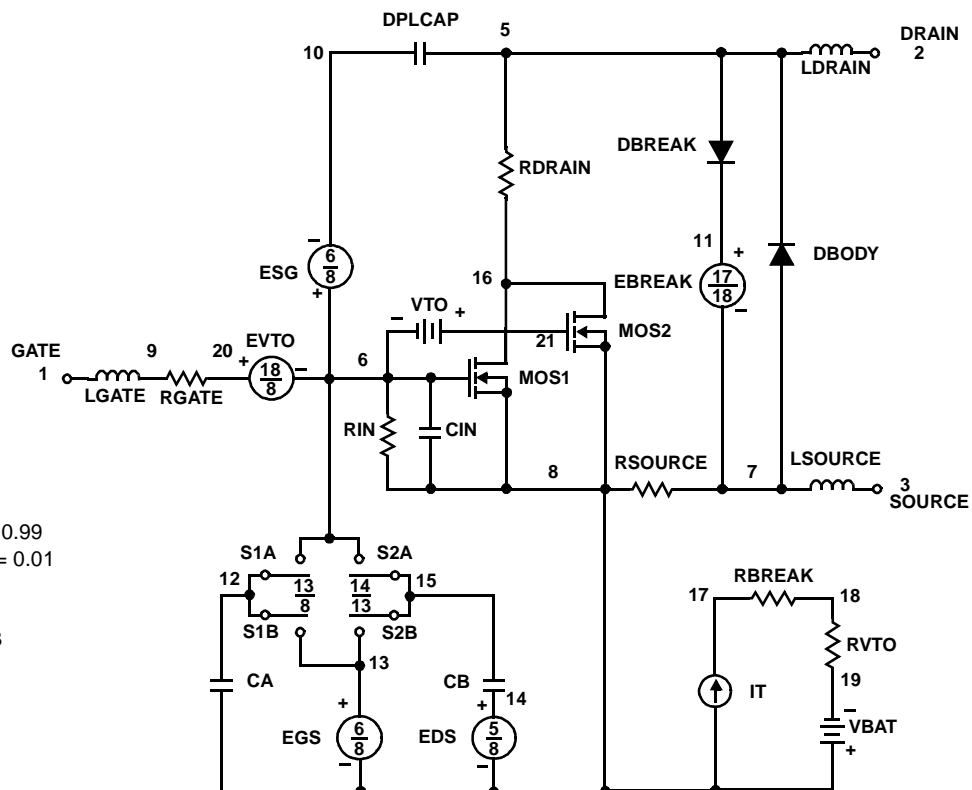 DPLCAP
5
DRAIN
2
10
LDRAIN
DBREAK
RDRAIN
11
+
DBODY
−
6
8
ESG
+
16
EBREAK
17
18
−
VTO
−
+
21
MOS2
GATE
1
9
20
EVTO
+
18
8
−
6
MOS1
LGATE
RGATE
RIN
CIN
8
RSOURCE
7
LSOURCE
3
SOURCE
0.99
= 0.01
S1A
S2A
12
13
8
14
13
15
S1B
S2B
13
RBREAK
17
18
RVTO
CA
CB
14
IT
19
−
VBAT
+
+
EGS
6
8
−
+
EDS
5
8
−